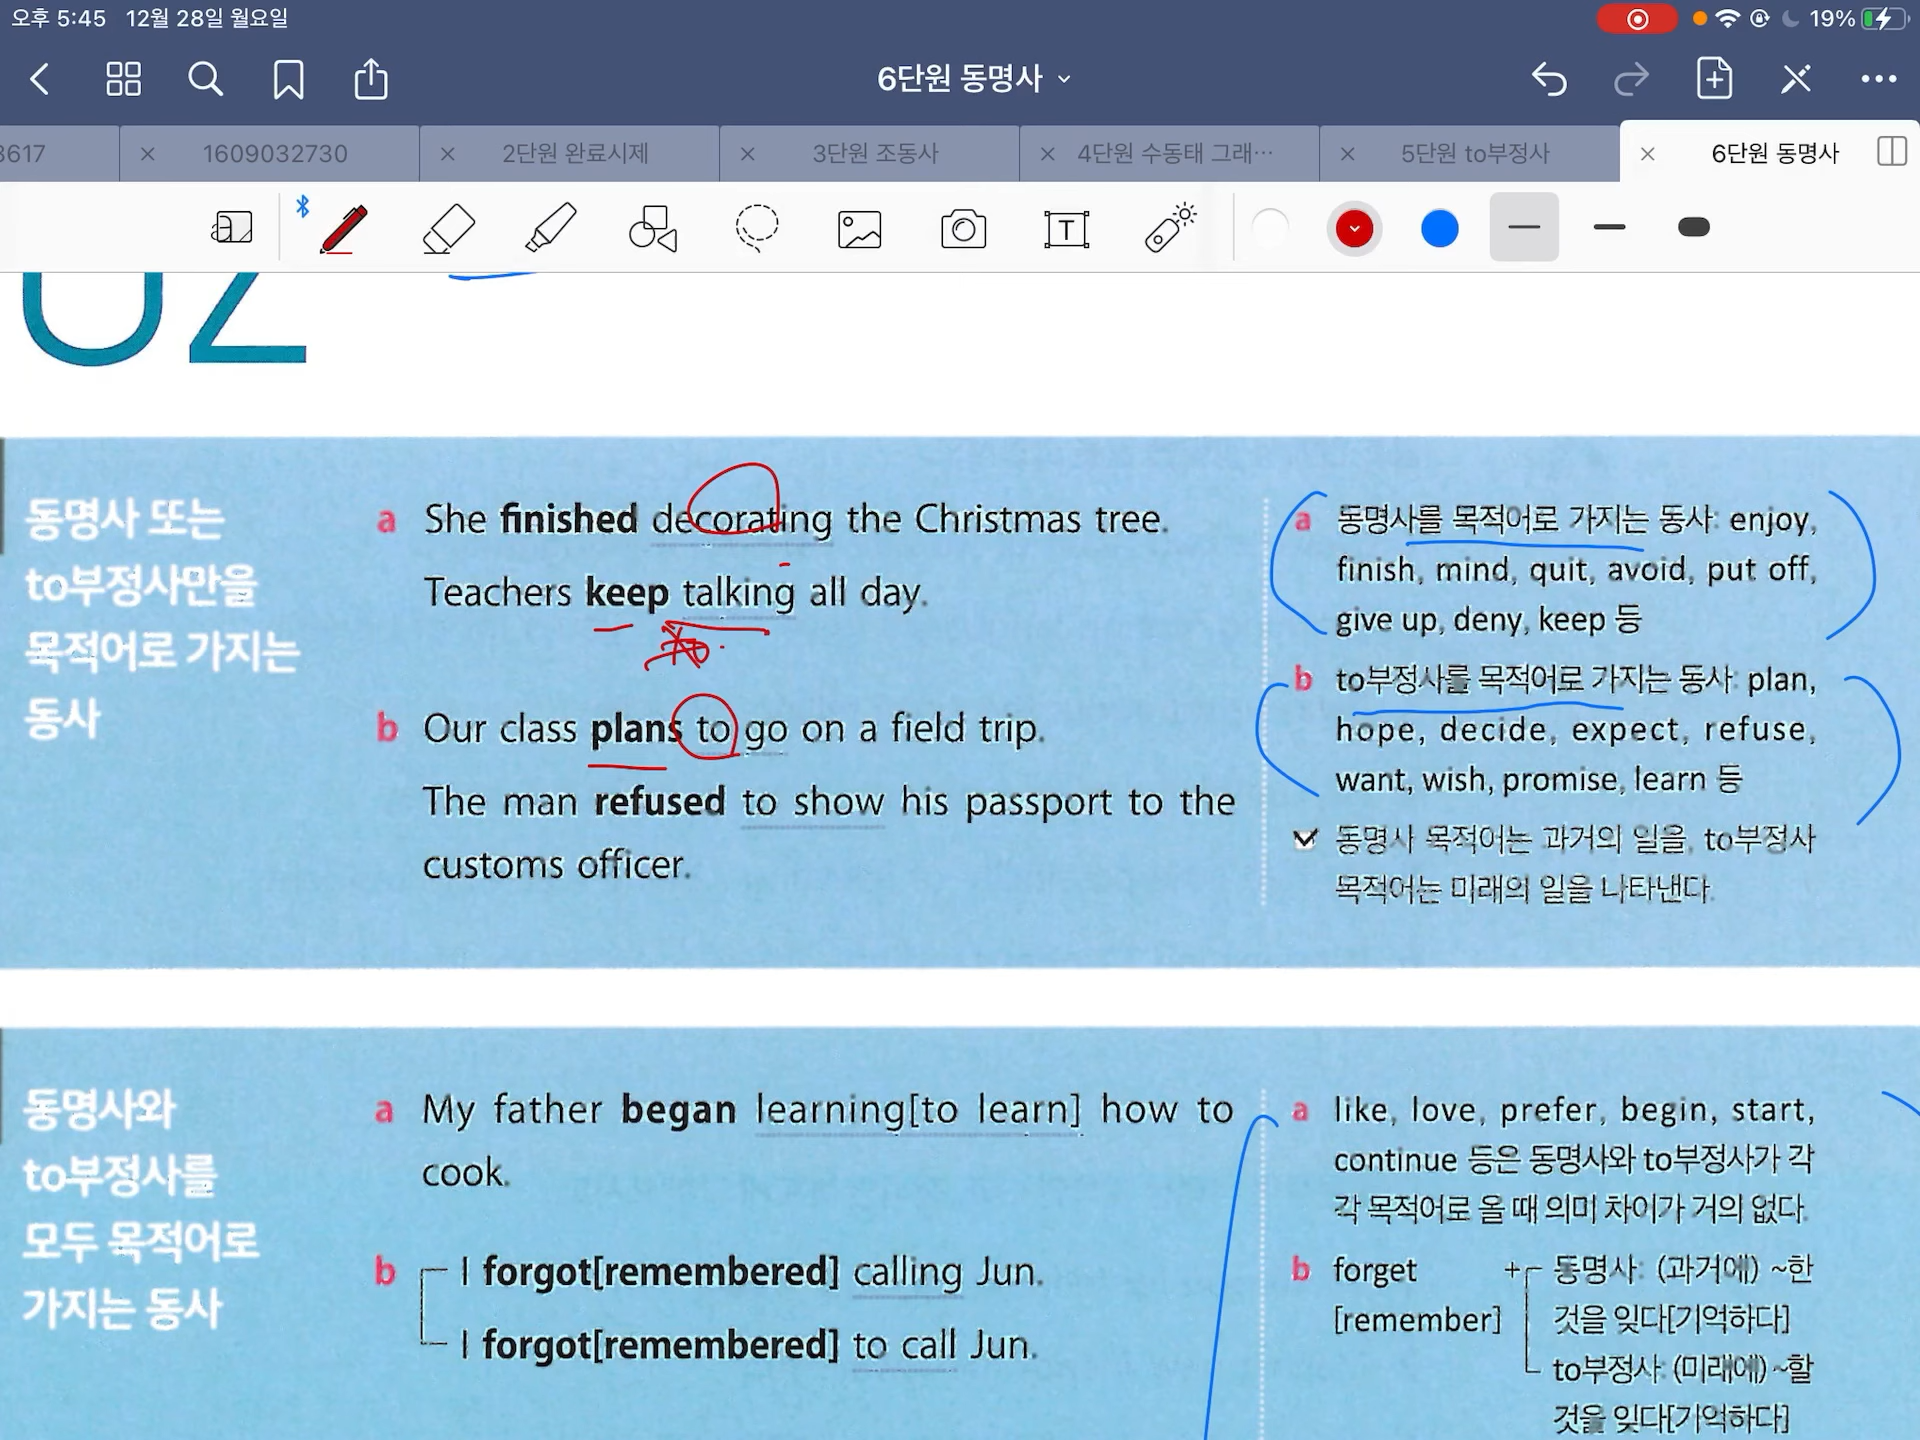 오후 5:45 12월 28일 월요일
19%
6단원 동명사
3617
1609032730
2단원 완료시제
3단원 조동사
4단원 수동태 그래…
5단원 to부정사
6단원 동명사
02
동명사 또는
to부정사만을
목적어로 가지는
동사
a She finished decorating the Christmas tree.
Teachers keep talking all day.
to
b Our class plans to go on a field trip.
The man refused to show his passport to the
customs officer.
a 동명사를 목적어로 가지는 동사: enjoy,
finish, mind, quit, avoid, put off,
give up, deny, keep 등
b to부정사를 목적어로 가지는 동사: plan,
hope, decide, expect, refuse,
want, wish, promise, learn 등
동명사 목적어는 과거의 일을, to부정사
목적어는 미래의 일을 나타낸다.
동명사와
to부정사를
모두 목적어로
가지는 동사
a My father began learning[to learn] how to
cook.
b I forgot[remembered] calling Jun.
I forgot[remembered] to call Jun.
a like, love, prefer, begin, start,
continue 등은 동명사와 to부정사가 각
각 목적어로 올 때 의미 차이가 거의 없다.
b forget + 동명사: (과거에) ~한
[remember] 것을 잊다[기억하다]
to부정사: (미래에) ~할
것을 잊다[기억하다]